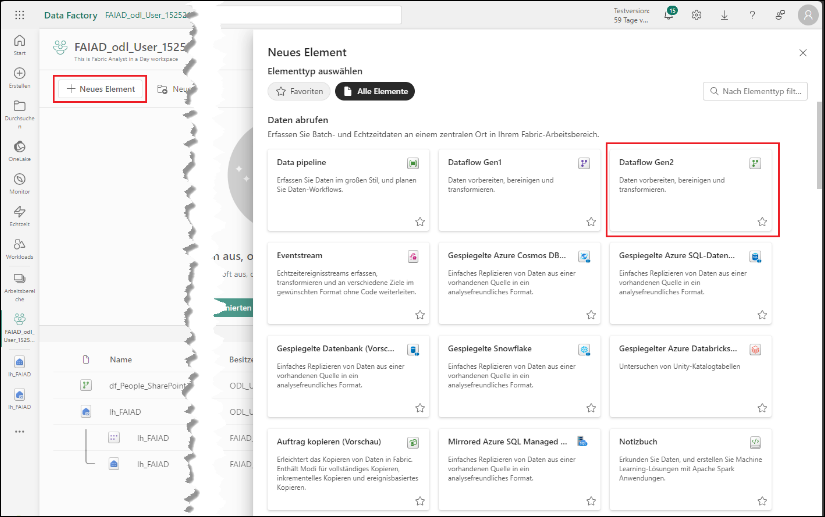 Data Factory
FAIAD_odl_User_15252
Testversion:
59 Tage v...
15
Start
Erstellen
Durchsuchen
OneLake
Monitor
Echtzeit
Workloads
Arbeitsbereiche
FAIAD_odl_
User_1525...
lh_FAIAD
lh_FAIAD
FAIAD_odl_User_1525
This is Fabric Analyst in a Day workspace
Neues Element
Neu
n aus, o
oft aus.
inierten
Name
Besitze
df_People_SharePoint
ODL_U
lh_FAIAD
ODL_U
lh_FAIAD
FAIAD_
lh_FAIAD
ODL_U
Neues Element
Elementtyp auswählen
Favoriten
Alle Elemente
Nach Elementtyp filt...
Daten abrufen
Erfassen Sie Batch- und Echtzeitdaten an einem zentralen Ort in Ihrem Fabric-Arbeitsbereich.
Data pipeline
Erfassen Sie Daten im großen Stil, und planen
Sie Daten-Workflows.
Dataflow Gen1
Daten vorbereiten, bereinigen und
transformieren.
Dataflow Gen2
Daten vorbereiten, bereinigen und
transformieren.
Eventstream
Echtzeitereignisstreams erfassen,
transformieren und an verschiedene Ziele im
gewünschten Format ohne Code weiterleiten.
Gespiegelte Azure Cosmos DB...
Einfaches Replizieren von Daten aus einer
vorhandenen Quelle in ein
analysefreundliches Format.
Gespiegelte Azure SQL-Daten...
Einfaches Replizieren von Daten aus einer
vorhandenen Quelle in ein
analysefreundliches Format.
Gespiegelte Datenbank (Vorsc...
Einfaches Replizieren von Daten aus einer
vorhandenen Quelle in ein
analysefreundliches Format.
Gespiegelte Snowflake
Einfaches Replizieren von Daten aus einer
vorhandenen Quelle in ein
analysefreundliches Format.
Gespiegelter Azure Databricks...
Untersuchen von Unity-Katalogtabellen
Auftrag kopieren (Vorschau)
Erleichtert das Kopieren von Daten in Fabric.
Enthält Modi für vollständiges Kopieren,
inkrementelles Kopieren und ereignisbasiertes
Kopieren.
Mirrored Azure SQL Managed ...
Einfaches Replizieren von Daten aus einer
vorhandenen Quelle in ein
analysefreundliches Format.
Notizbuch
Erkunden Sie Daten, und erstellen Sie Machine
Learning-Lösungen mit Apache Spark
Anwendungen.